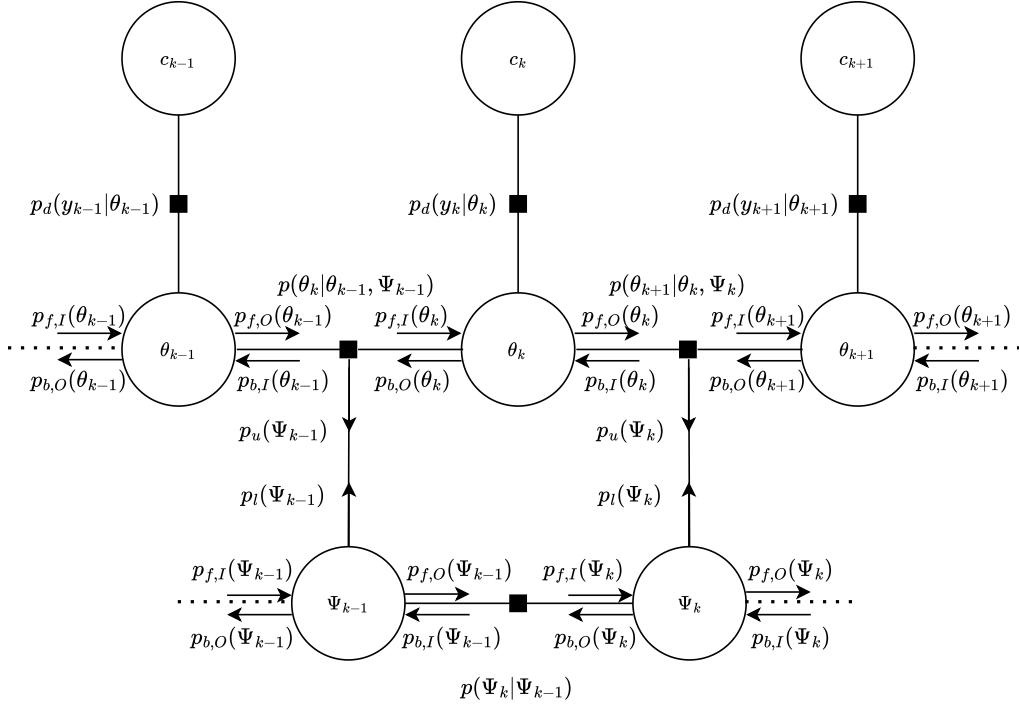 c_{k−1} c_k c_{k+1}
p_d(y_{k−1}|θ_{k−1}) p_d(y_k|θ_k) p_d(y_{k+1}|θ_{k+1})
p(θ_k|θ_{k−1}, Ψ_{k−1}) p(θ_{k+1}|θ_k, Ψ_k)
p_{f,I}(θ_{k−1}) p_{f,O}(θ_{k−1}) p_{f,I}(θ_k) p_{f,O}(θ_k) p_{f,I}(θ_{k+1}) p_{f,O}(θ_{k+1})
θ_{k−1} θ_k θ_{k+1}
p_{b,O}(θ_{k−1}) p_{b,I}(θ_{k−1}) p_{b,O}(θ_k) p_{b,I}(θ_k) p_{b,O}(θ_{k+1}) p_{b,I}(θ_{k+1})
p_u(Ψ_{k−1}) p_u(Ψ_k)
p_l(Ψ_{k−1}) p_l(Ψ_k)
p_{f,I}(Ψ_{k−1}) p_{f,O}(Ψ_{k−1}) p_{f,I}(Ψ_k) p_{f,O}(Ψ_k)
Ψ_{k−1} Ψ_k
p_{b,O}(Ψ_{k−1}) p_{b,I}(Ψ_{k−1}) p_{b,O}(Ψ_k) p_{b,I}(Ψ_k)
p(Ψ_k|Ψ_{k−1})